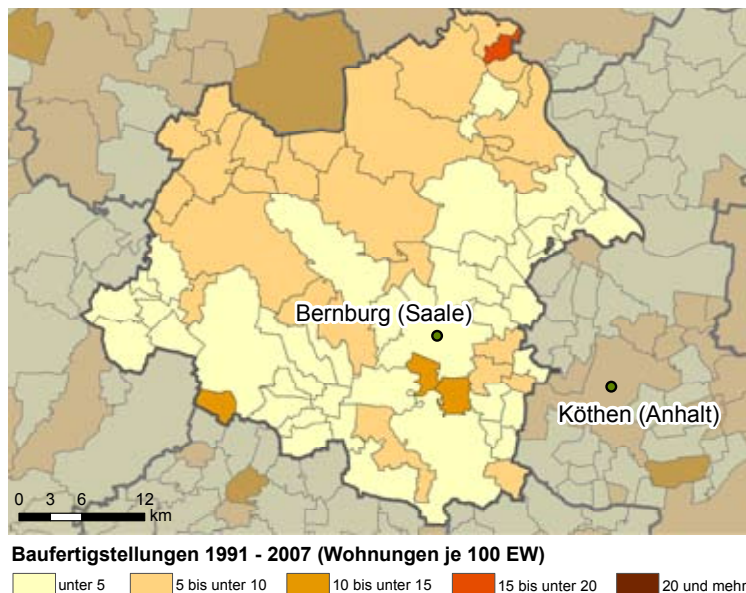 Bernburg (Saale)
Köthen (Anhalt)
0 3 6 12
km
Baufertigstellungen 1991 - 2007 (Wohnungen je 100 EW)
unter 5 5 bis unter 10 10 bis unter 15 15 bis unter 20 20 und mehr